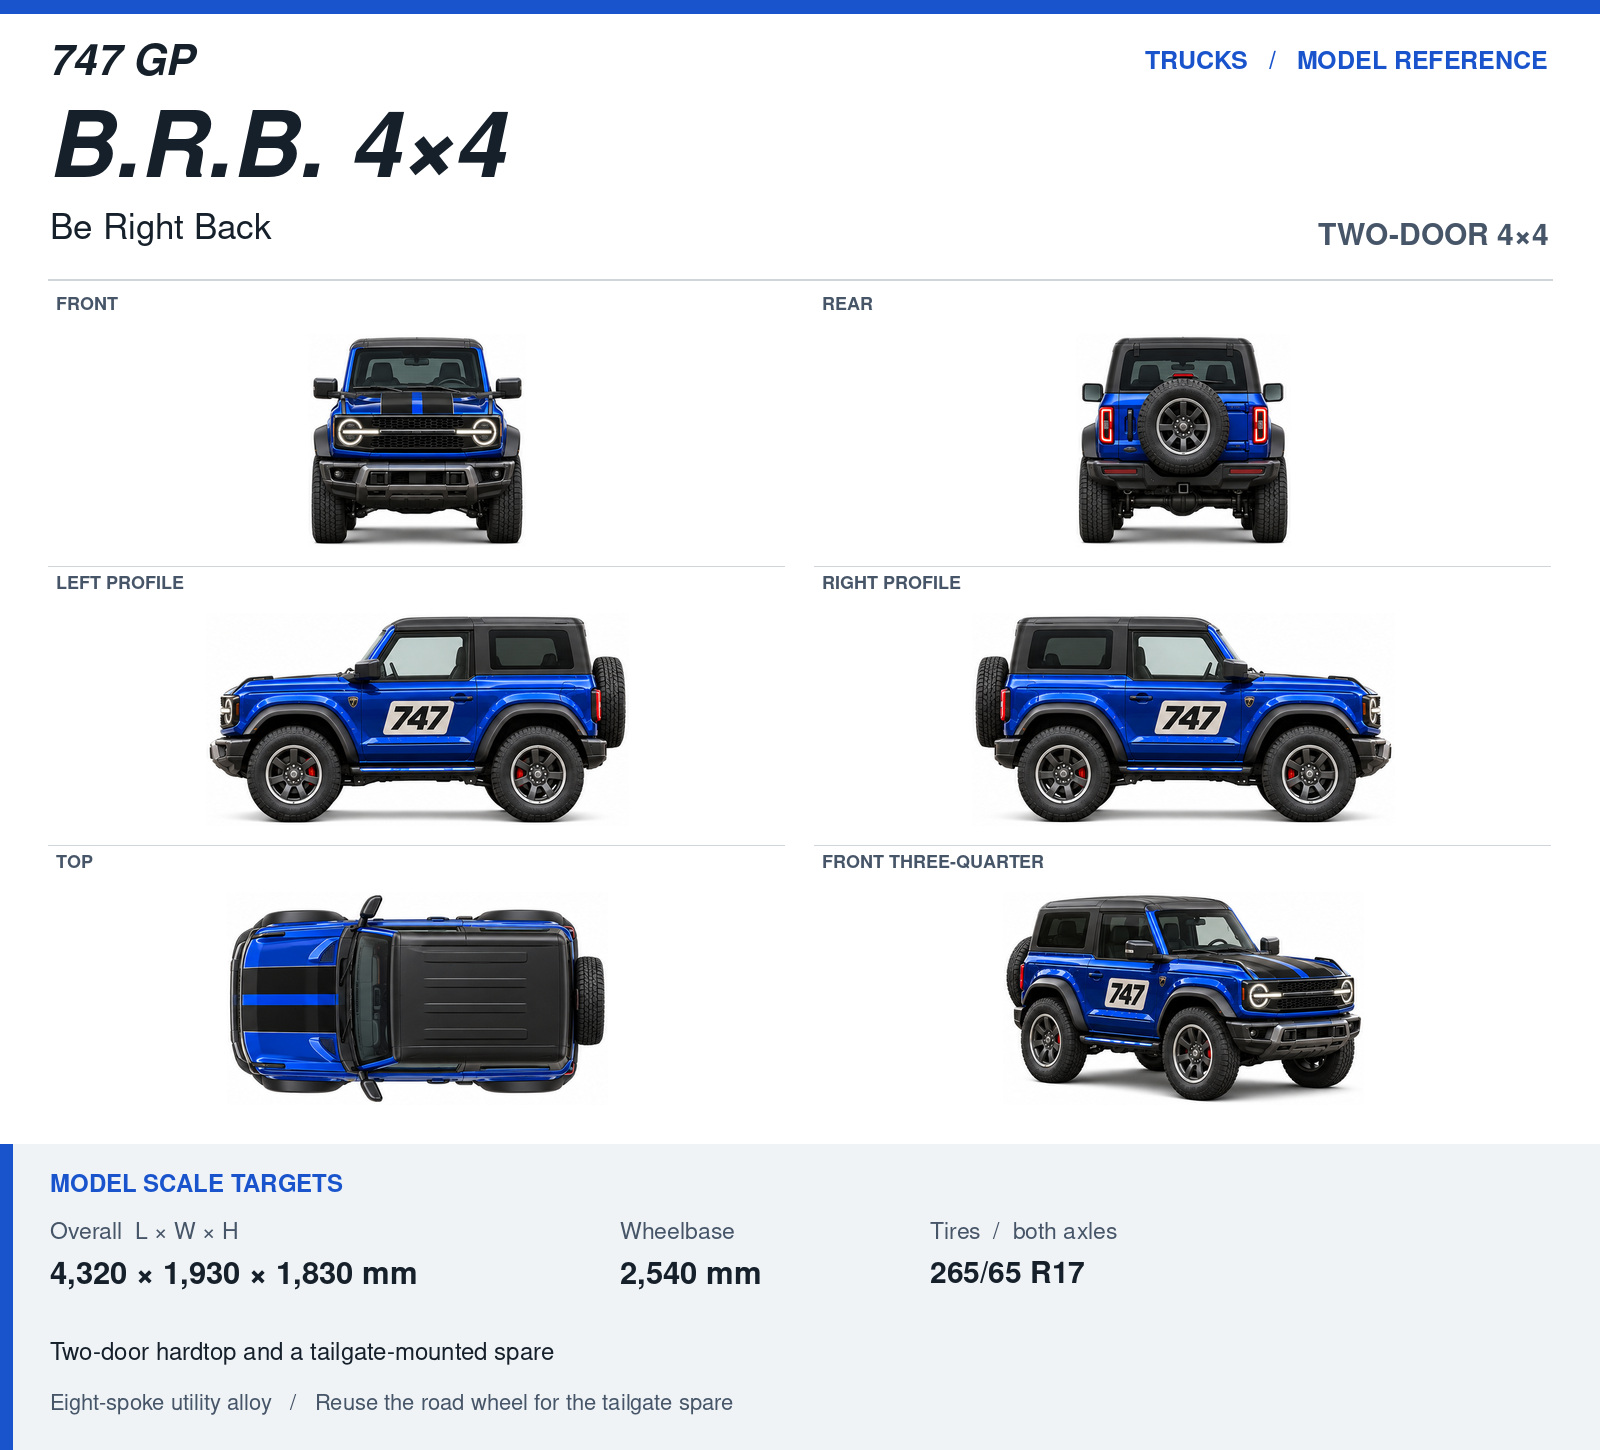 747 GP
TRUCKS / MODEL REFERENCE
B.R.B. 4×4
Be Right Back
TWO-DOOR 4×4
FRONT
REAR
LEFT PROFILE
RIGHT PROFILE
747
747
TOP
FRONT THREE-QUARTER
747
MODEL SCALE TARGETS
Overall L × W × H
4,320 × 1,930 × 1,830 mm
Wheelbase
2,540 mm
Tires / both axles
265/65 R17
Two-door hardtop and a tailgate-mounted spare
Eight-spoke utility alloy / Reuse the road wheel for the tailgate spare